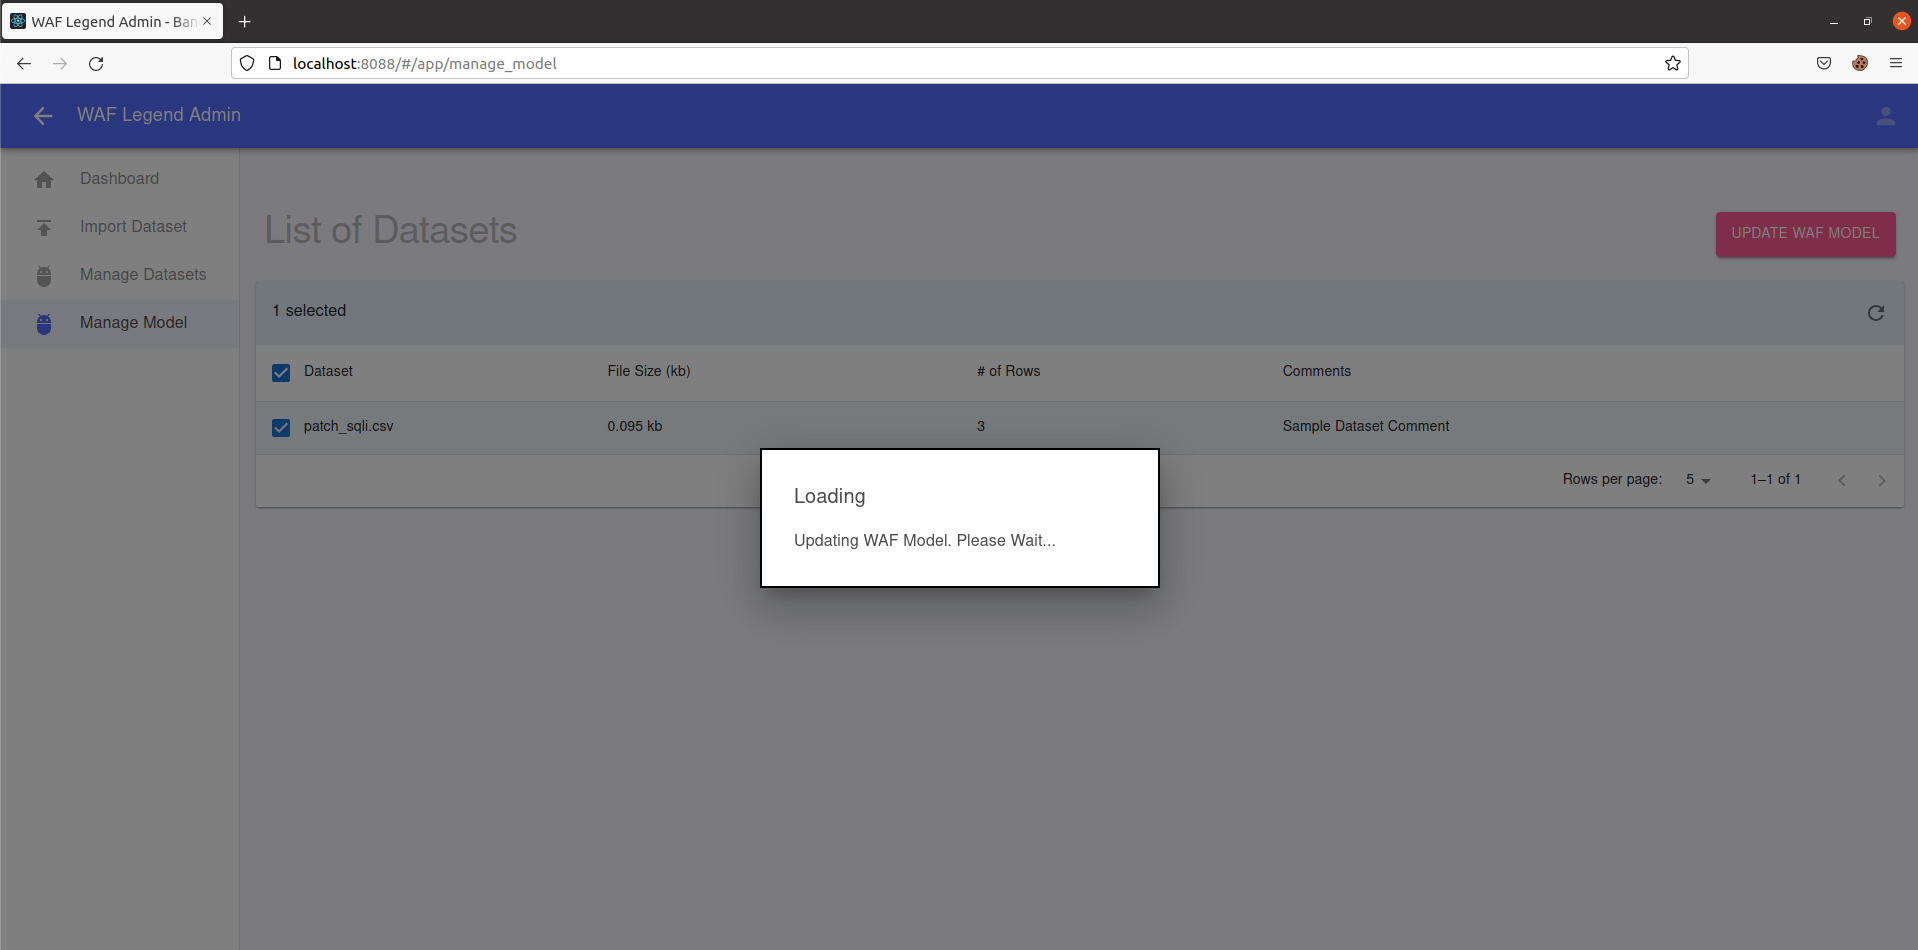 WAF Legend Admin - Ban
localhost:8088/#/app/manage_model
WAF Legend Admin
Dashboard
Import Dataset
Manage Datasets
Manage Model
List of Datasets
UPDATE WAF MODEL
1 selected
Dataset File Size (kb) # of Rows Comments
patch_sqli.csv 0.095 kb 3 Sample Dataset Comment
Rows per page: 5 1–1 of 1
Loading
Updating WAF Model. Please Wait...